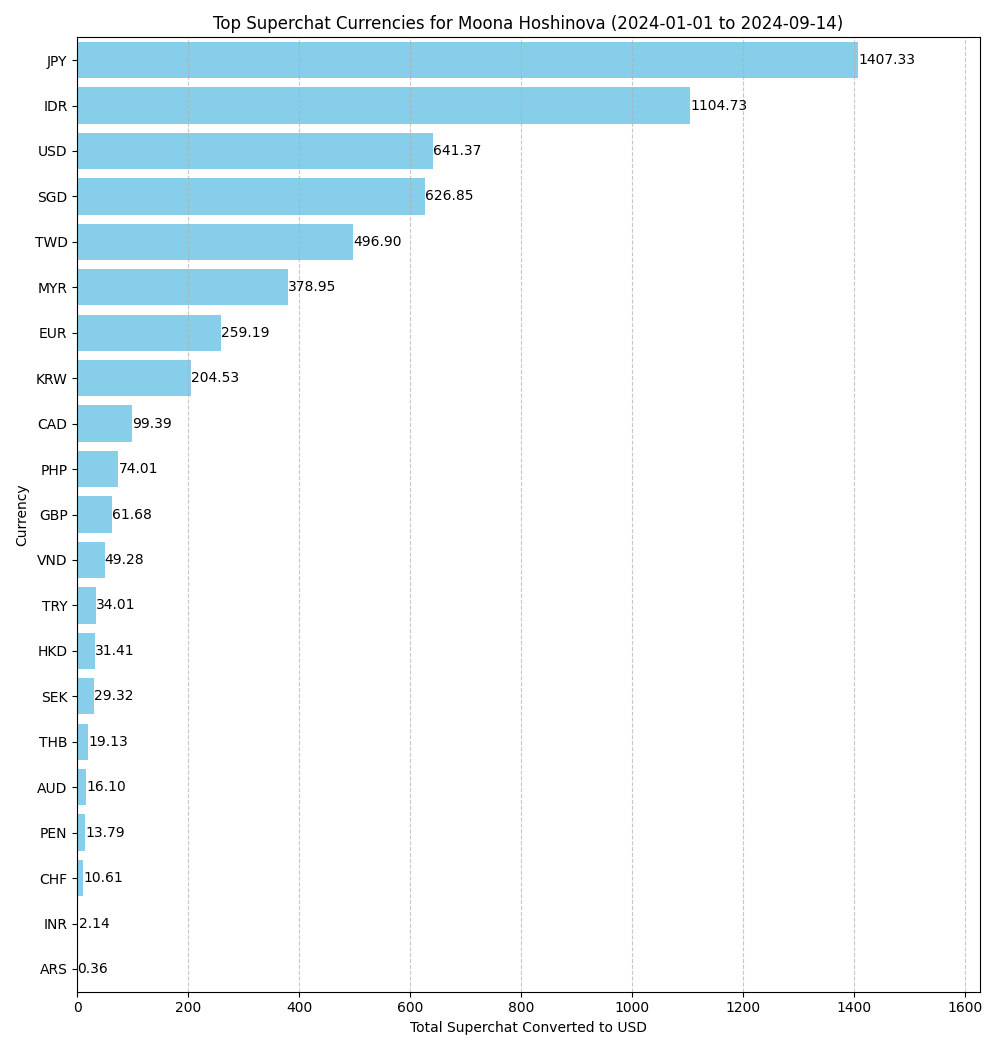 Top Superchat Currencies for Moona Hoshinova (2024-01-01 to 2024-09-14)
JPY 1407.33
IDR 1104.73
USD 641.37
SGD 626.85
TWD 496.90
MYR 378.95
EUR 259.19
KRW 204.53
CAD 99.39
PHP 74.01
GBP 61.68
VND 49.28
TRY 34.01
HKD 31.41
SEK 29.32
THB 19.13
AUD 16.10
PEN 13.79
CHF 10.61
INR 2.14
ARS 0.36
Currency
0 200 400 600 800 1000 1200 1400 1600
Total Superchat Converted to USD